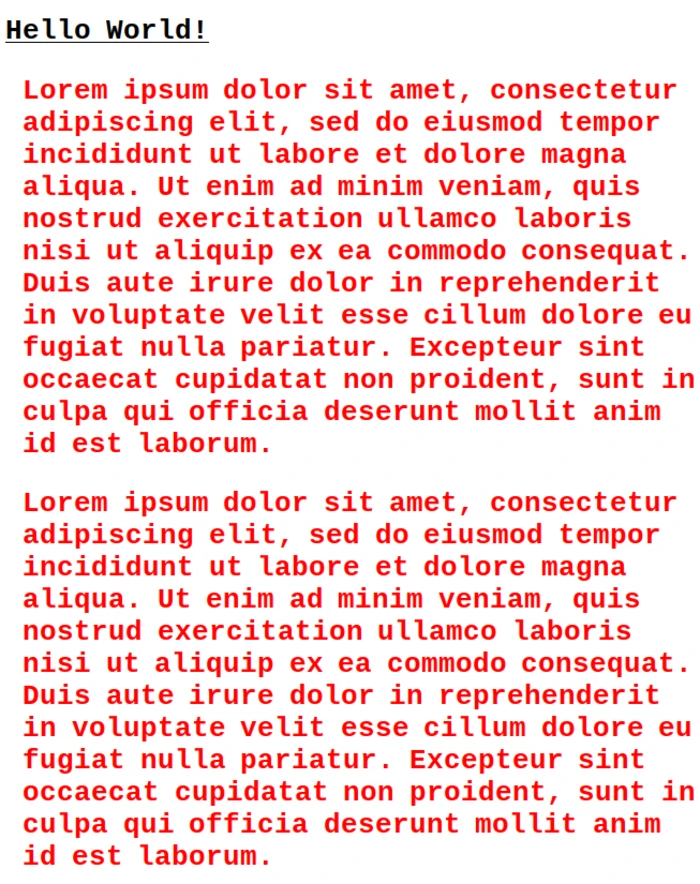 Hello World!
Lorem ipsum dolor sit amet, consectetur
adipiscing elit, sed do eiusmod tempor
incididunt ut labore et dolore magna
aliqua. Ut enim ad minim veniam, quis
nostrud exercitation ullamco laboris
nisi ut aliquip ex ea commodo consequat.
Duis aute irure dolor in reprehenderit
in voluptate velit esse cillum dolore eu
fugiat nulla pariatur. Excepteur sint
occaecat cupidatat non proident, sunt in
culpa qui officia deserunt mollit anim
id est laborum.
Lorem ipsum dolor sit amet, consectetur
adipiscing elit, sed do eiusmod tempor
incididunt ut labore et dolore magna
aliqua. Ut enim ad minim veniam, quis
nostrud exercitation ullamco laboris
nisi ut aliquip ex ea commodo consequat.
Duis aute irure dolor in reprehenderit
in voluptate velit esse cillum dolore eu
fugiat nulla pariatur. Excepteur sint
occaecat cupidatat non proident, sunt in
culpa qui officia deserunt mollit anim
id est laborum.